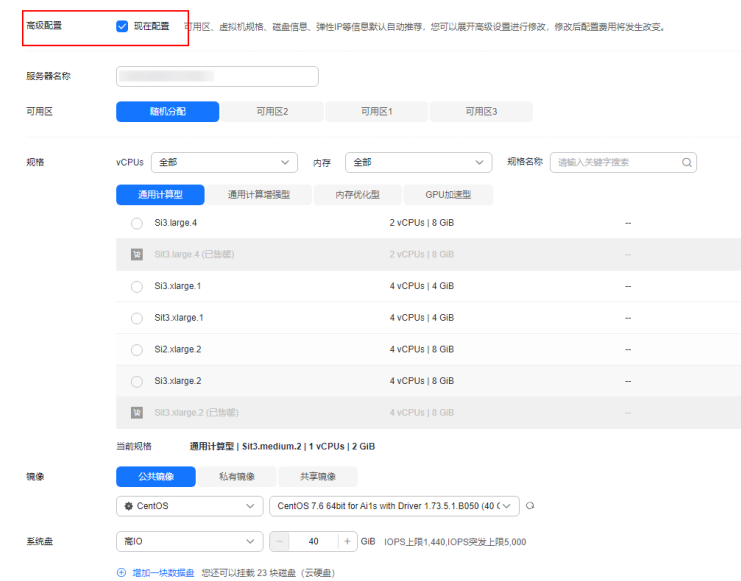 高级配置 现在配置 可用区、虚拟机规格、磁盘信息、弹性IP等信息默认自动推荐，您可以展开高级设置进行修改，修改后配置费用将发生改变。
服务器名称
可用区 随机分配 可用区2 可用区1 可用区3
规格 vCPUs 全部 内存 全部 规格名称 请输入关键字搜索
通用计算型 通用计算增强型 内存优化型 GPU加速型
Si3.large.4 2 vCPUs | 8 GiB --
Sit3.large.4 (已售罄) 2 vCPUs | 8 GiB --
Si3.xlarge.1 4 vCPUs | 4 GiB --
Sit3.xlarge.1 4 vCPUs | 4 GiB --
Si2.xlarge.2 4 vCPUs | 8 GiB --
Si3.xlarge.2 4 vCPUs | 8 GiB --
Sit3.xlarge.2 (已售罄) 4 vCPUs | 8 GiB --
当前规格 通用计算型 | Sit3.medium.2 | 1 vCPUs | 2 GiB
镜像 公共镜像 私有镜像 共享镜像
CentOS CentOS 7.6 64bit for Ai1s with Driver 1.73.5.1.B050 (40 G
系统盘 高IO − 40 + GiB IOPS上限1,440,IOPS突发上限5,000
增加一块数据盘 您还可以挂载 23 块磁盘（云硬盘）